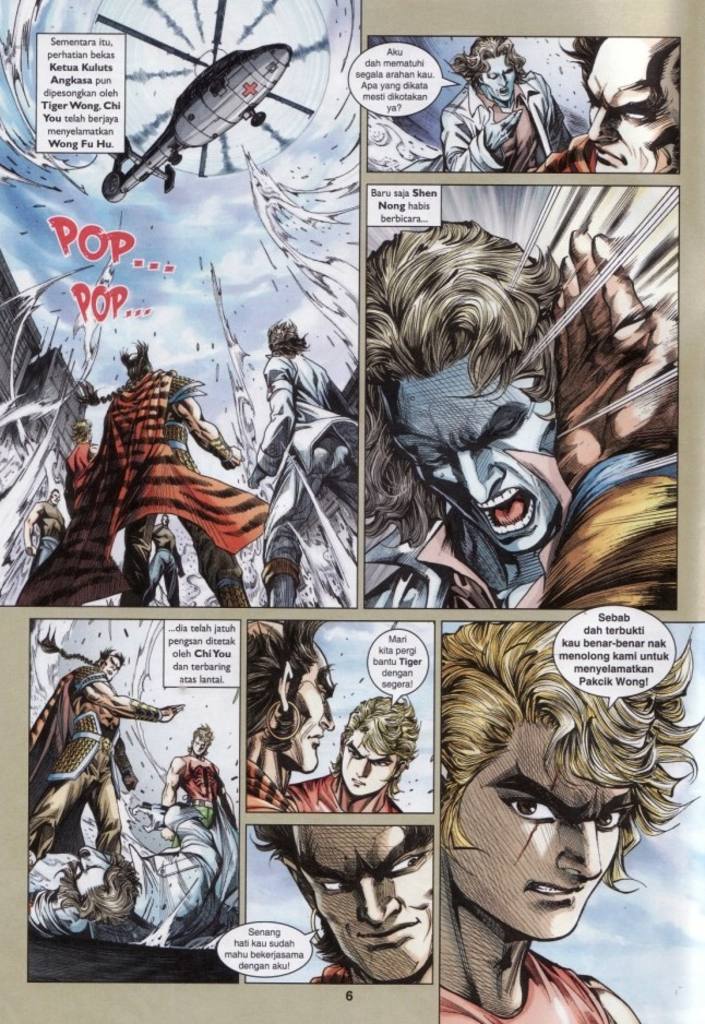 Sementara itu,
perhatian bekas
Ketua Kuluts
Angkasa pun
dipesongkan oleh
Tiger Wong. Chi
You telah berjaya
menyelamatkan
Wong Fu Hu.
POP...
POP...
Aku
dah mematuhi
segala arahan kau.
Apa yang dikata
mesti dikotakan
ya?
Baru saja Shen
Nong habis
berbicara...
...dia telah jatuh
pengsan ditetak
oleh Chi You
dan terbaring
atas lantai.
Mari
kita pergi
bantu Tiger
dengan
segera!
Senang
hati kau sudah
mahu bekerjasama
dengan aku!
Sebab
dah terbukti
kau benar-benar nak
menolong kami untuk
menyelamatkan
Pakcik Wong!
6